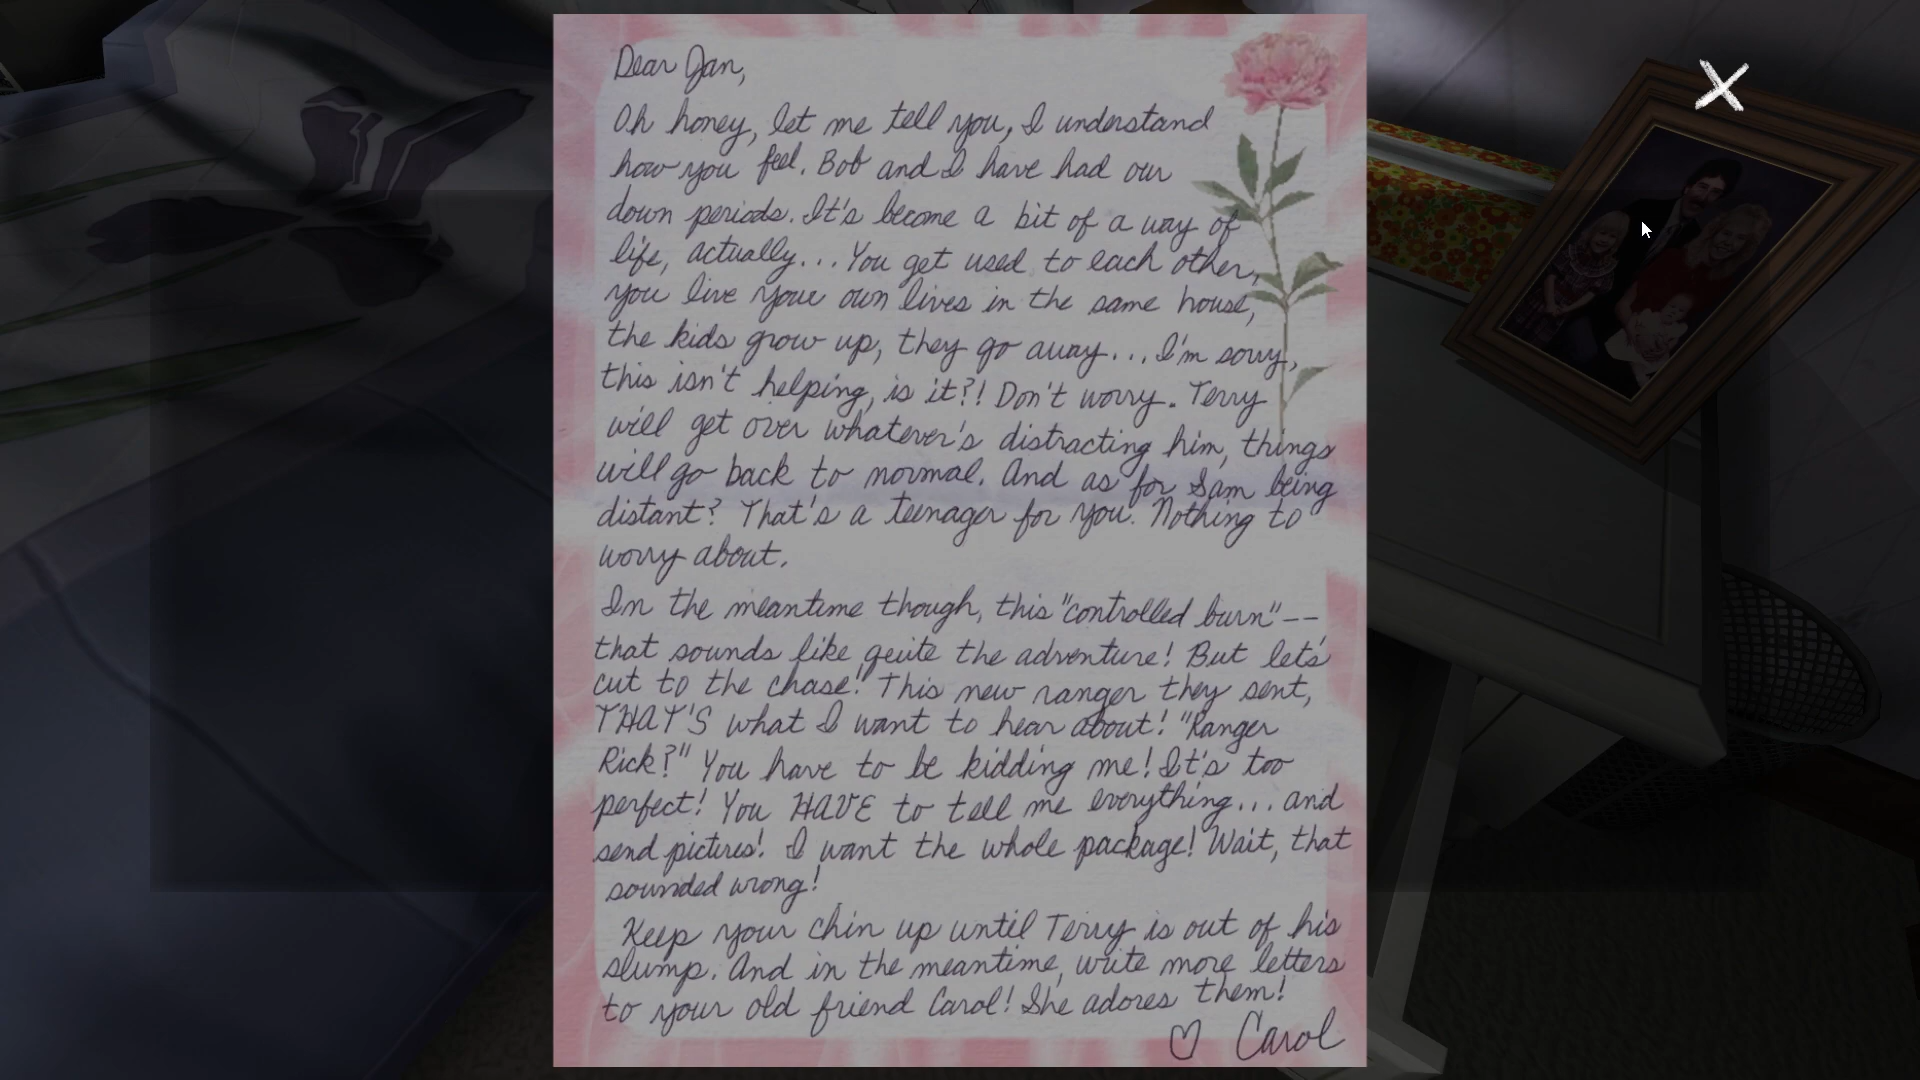 Dear Jan,
Oh honey, let me tell you, I understand
how you feel. Bob and I have had our
down periods. It's become a bit of a way of
life, actually... You get used to each other,
you live your own lives in the same house,
the kids grow up, they go away... I'm sorry,
this isn't helping, is it?! Don't worry. Terry
will get over whatever's distracting him, things
will go back to normal. And as for Sam being
distant? That's a teenager for you. Nothing to
worry about.
In the meantime though, this "controlled burn"--
that sounds like quite the adventure! But let's
cut to the chase! This new ranger they sent,
THAT'S what I want to hear about! "Ranger
Rick?" You have to be kidding me! It's too
perfect! You HAVE to tell me everything... and
send pictures! I want the whole package! Wait, that
sounded wrong!
Keep your chin up until Terry is out of his
slump. And in the meantime, write more letters
to your old friend Carol! She adores them!
♡ Carol